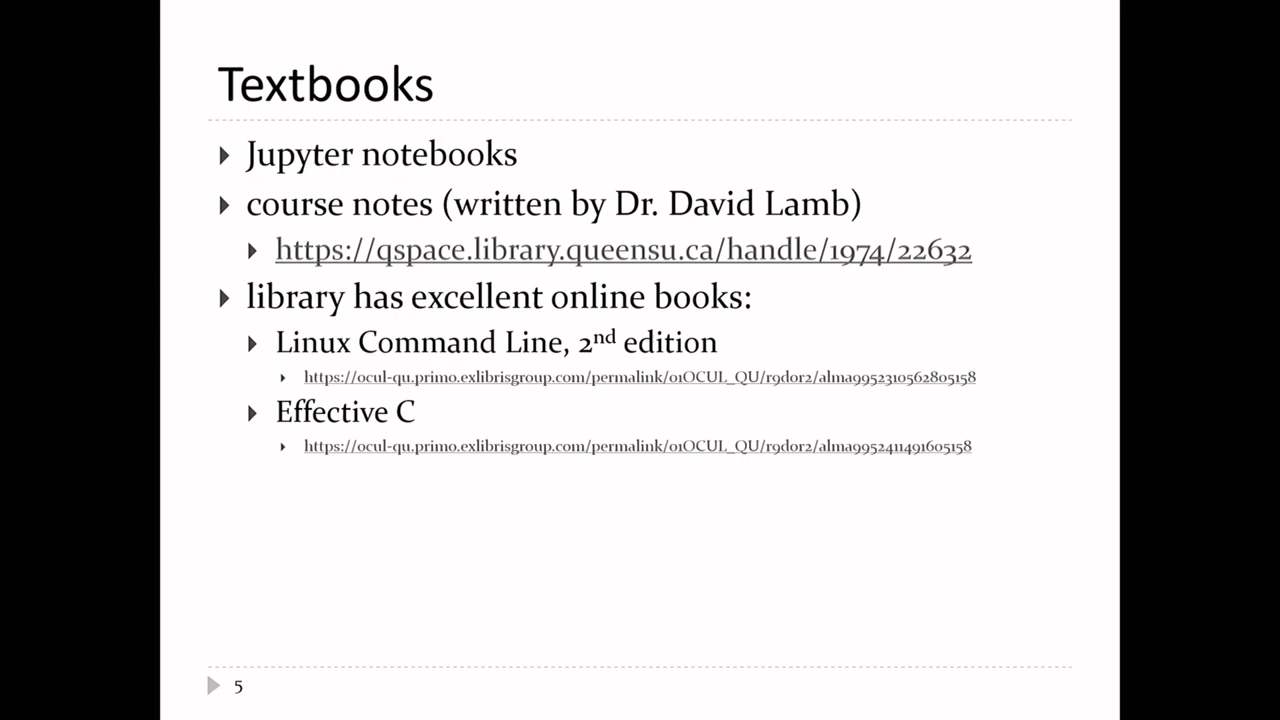 Textbooks
Jupyter notebooks
course notes (written by Dr. David Lamb)
https://qspace.library.queensu.ca/handle/1974/22632
library has excellent online books:
Linux Command Line, 2nd edition
https://ocul-qu.primo.exlibrisgroup.com/permalink/01OCUL_QU/r9dor2/alma9952310562805158
Effective C
https://ocul-qu.primo.exlibrisgroup.com/permalink/01OCUL_QU/r9dor2/alma9952411491605158
5